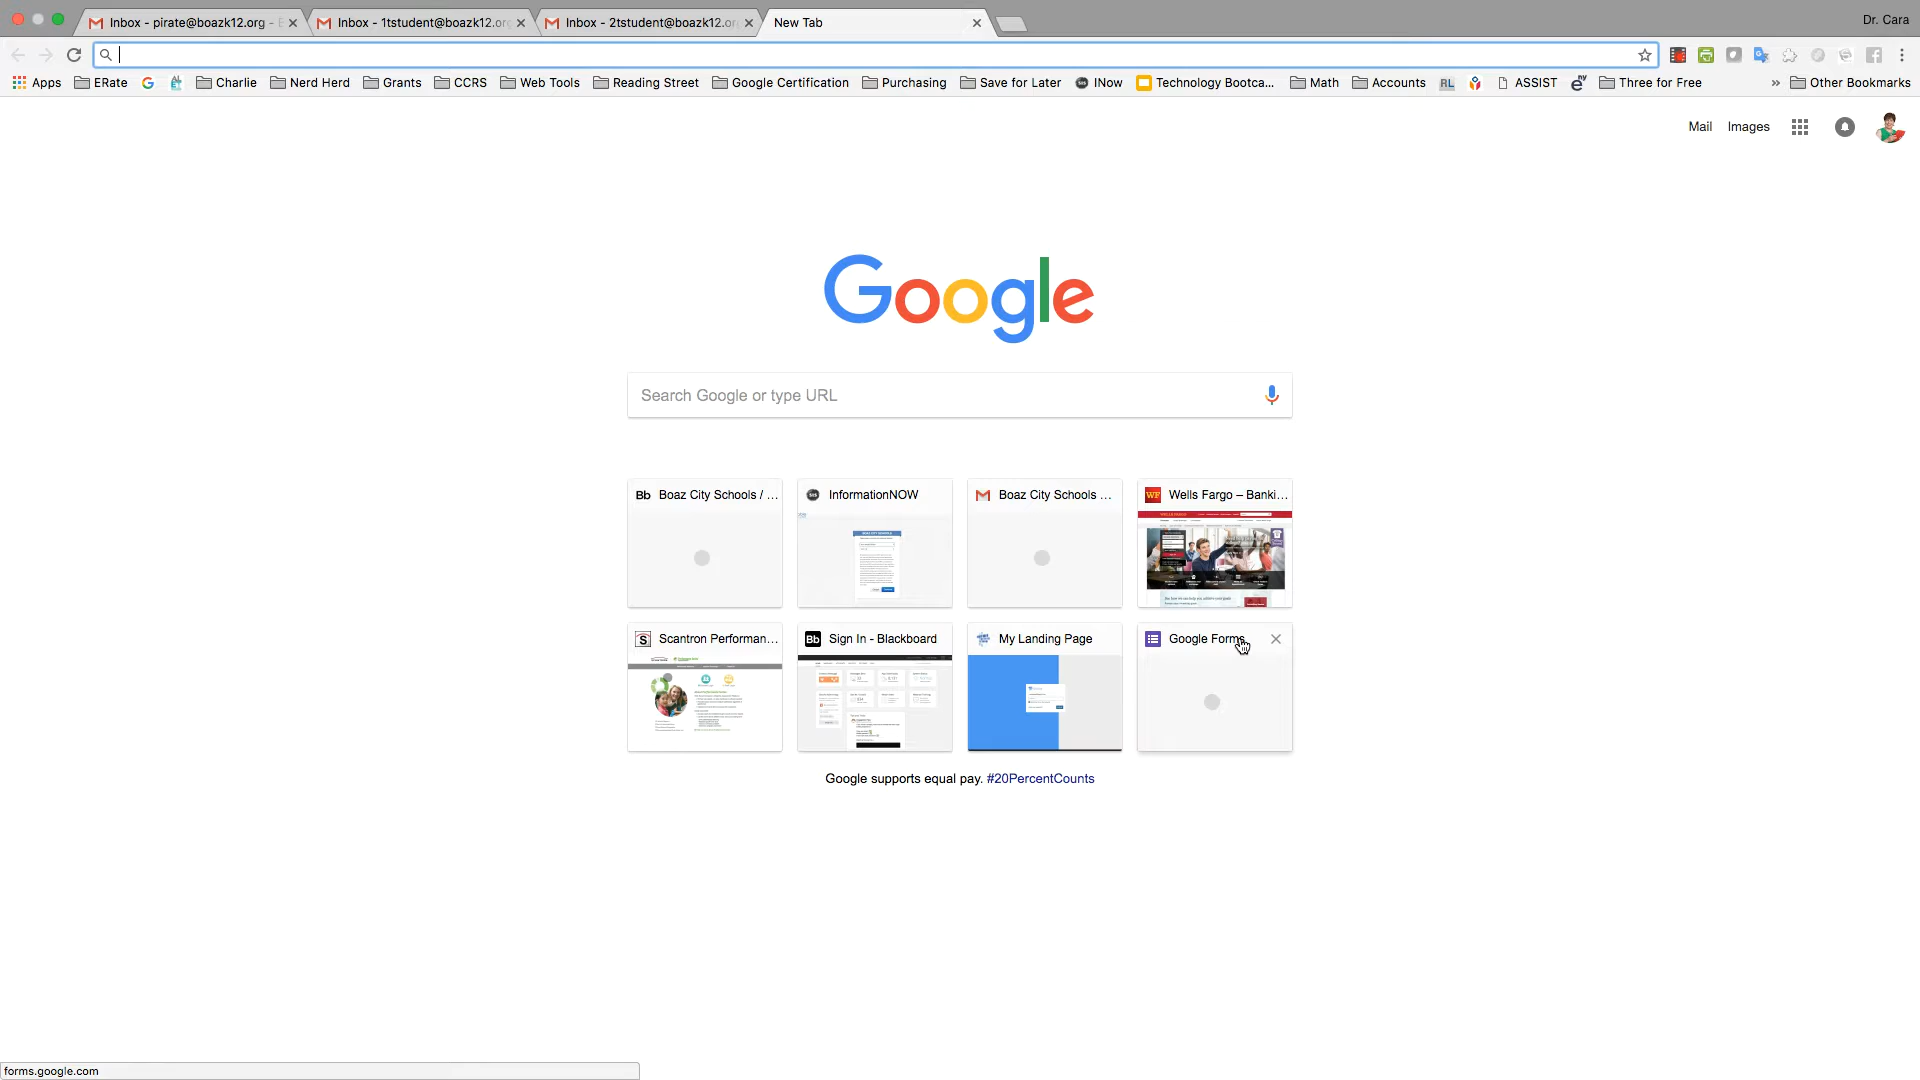 Inbox - pirate@boazk12.org -
Inbox - 1tstudent@boazk12.org
Inbox - 2tstudent@boazk12.or
New Tab
Dr. Cara
Apps
ERate
Charlie
Nerd Herd
Grants
CCRS
Web Tools
Reading Street
Google Certification
Purchasing
Save for Later
INow
Technology Bootca...
Math
Accounts
RL
ASSIST
Three for Free
» Other Bookmarks
Mail
Images
Google
Search Google or type URL
Bb Boaz City Schools / ...
InformationNOW
Boaz City Schools ...
WF Wells Fargo – Banki...
S Scantron Performan...
Bb Sign In - Blackboard
My Landing Page
Google Forms
Google supports equal pay. #20PercentCounts
forms.google.com